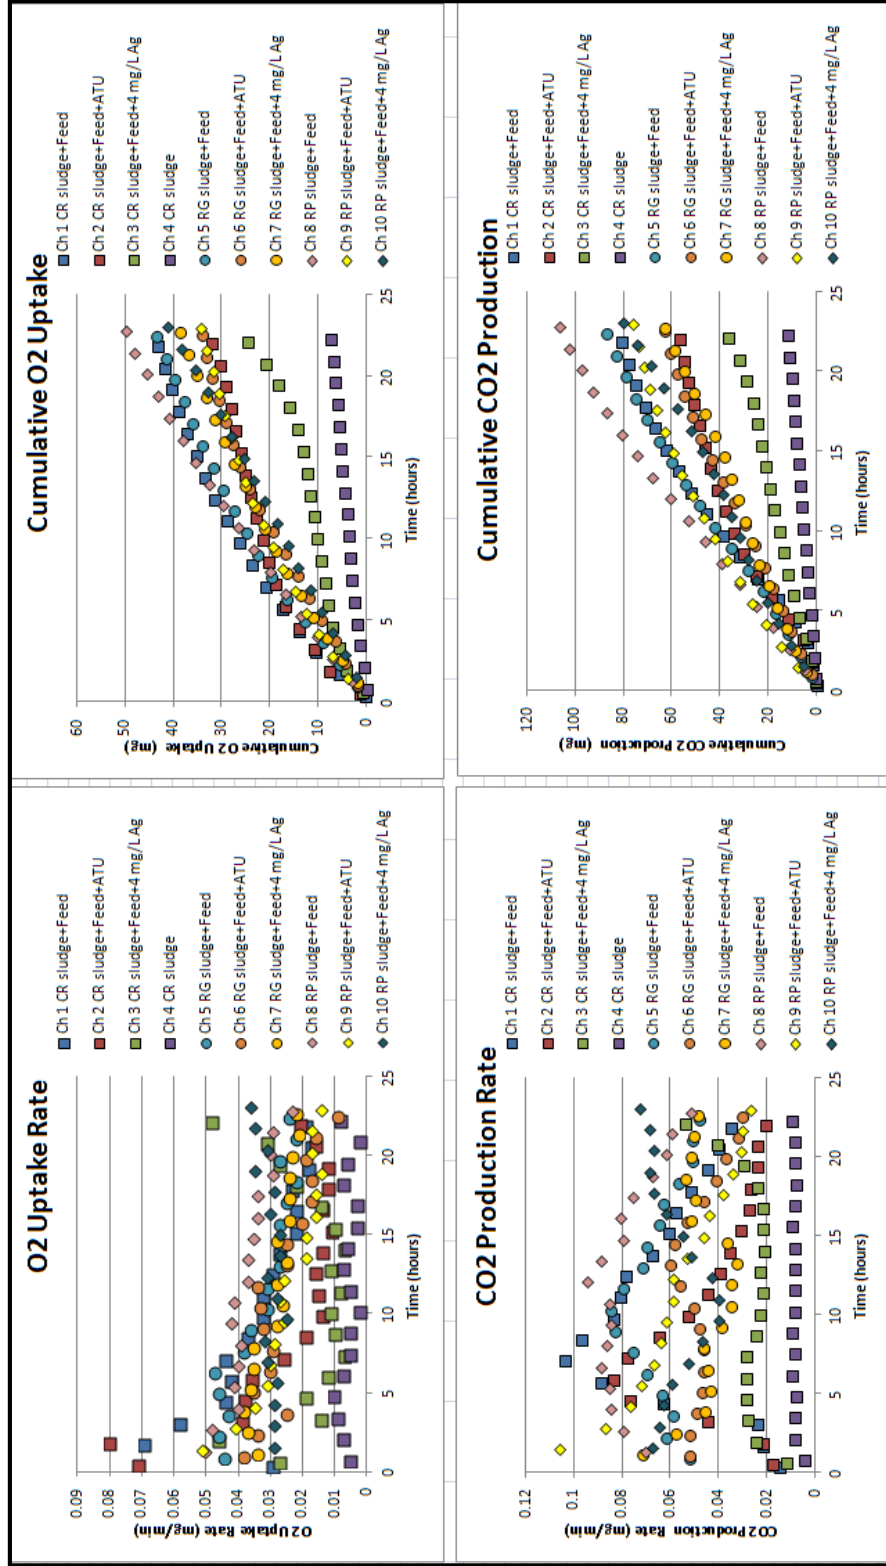 O2 Uptake Rate
O2 Uptake Rate (mg/min)
0.09
0.08
0.07
0.06
0.05
0.04
0.03
0.02
0.01
0
0
5
10
15
20
25
Time (hours)
Ch 1 CR sludge+Feed
Ch 2 CR sludge+Feed+ATU
Ch 3 CR sludge+Feed+4 mg/L Ag
Ch 4 CR sludge
Ch 5 RG sludge+Feed
Ch 6 RG sludge+Feed+ATU
Ch 7 RG sludge+Feed+4 mg/L Ag
Ch 8 RP sludge+Feed
Ch 9 RP sludge+Feed+ATU
Ch 10 RP sludge+Feed+4 mg/L Ag
Cumulative O2 Uptake
Cumulative O2 Uptake (mg)
60
50
40
30
20
10
0
0
5
10
15
20
25
Time (hours)
Ch 1 CR sludge+Feed
Ch 2 CR sludge+Feed+ATU
Ch 3 CR sludge+Feed+4 mg/L Ag
Ch 4 CR sludge
Ch 5 RG sludge+Feed
Ch 6 RG sludge+Feed+ATU
Ch 7 RG sludge+Feed+4 mg/L Ag
Ch 8 RP sludge+Feed
Ch 9 RP sludge+Feed+ATU
Ch 10 RP sludge+Feed+4 mg/L Ag
CO2 Production Rate
CO2 Production Rate (mg/min)
0.12
0.1
0.08
0.06
0.04
0.02
0
0
5
10
15
20
25
Time (hours)
Ch 1 CR sludge+Feed
Ch 2 CR sludge+Feed+ATU
Ch 3 CR sludge+Feed+4 mg/L Ag
Ch 4 CR sludge
Ch 5 RG sludge+Feed
Ch 6 RG sludge+Feed+ATU
Ch 7 RG sludge+Feed+4 mg/L Ag
Ch 8 RP sludge+Feed
Ch 9 RP sludge+Feed+ATU
Ch 10 RP sludge+Feed+4 mg/L Ag
Cumulative CO2 Production
Cumulative CO2 Production (mg)
120
100
80
60
40
20
0
0
5
10
15
20
25
Time (hours)
Ch 1 CR sludge+Feed
Ch 2 CR sludge+Feed+ATU
Ch 3 CR sludge+Feed+4 mg/L Ag
Ch 4 CR sludge
Ch 5 RG sludge+Feed
Ch 6 RG sludge+Feed+ATU
Ch 7 RG sludge+Feed+4 mg/L Ag
Ch 8 RP sludge+Feed
Ch 9 RP sludge+Feed+ATU
Ch 10 RP sludge+Feed+4 mg/L Ag